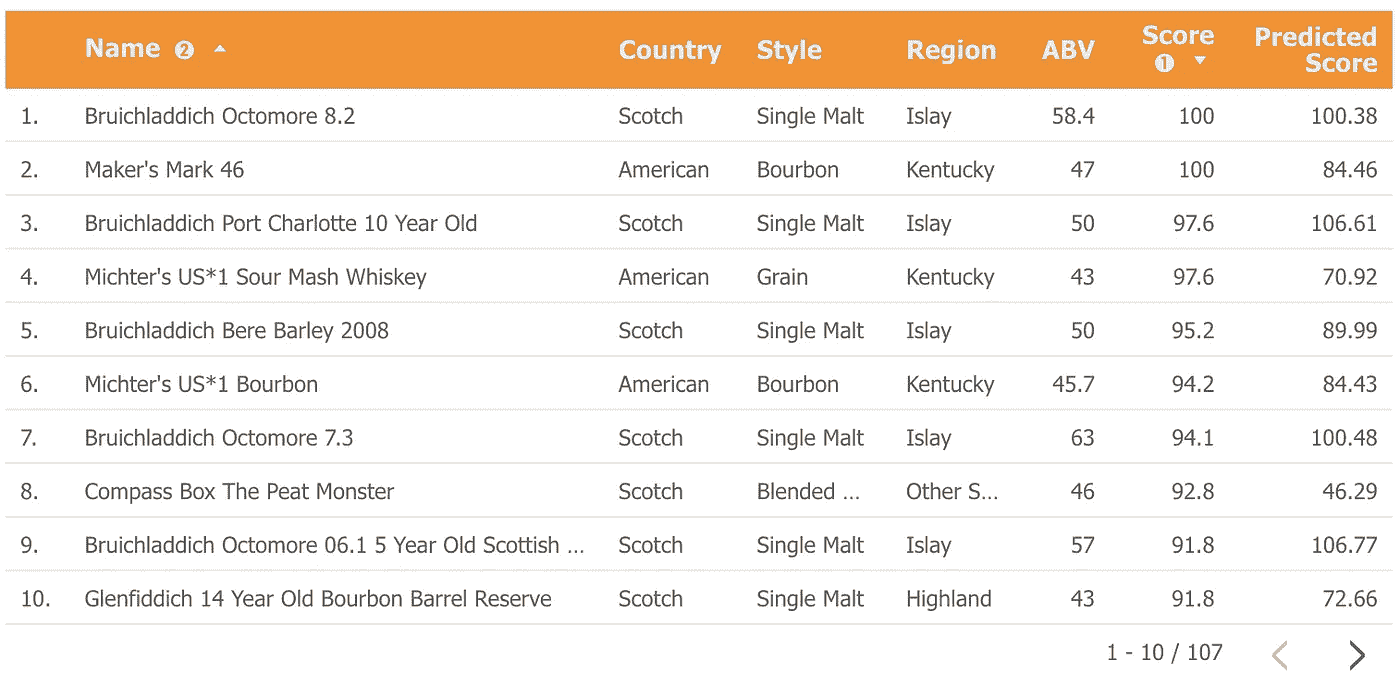 Name ❷ Country Style Region ABV Score ❶ Predicted Score
1. Bruichladdich Octomore 8.2 Scotch Single Malt Islay 58.4 100 100.38
2. Maker's Mark 46 American Bourbon Kentucky 47 100 84.46
3. Bruichladdich Port Charlotte 10 Year Old Scotch Single Malt Islay 50 97.6 106.61
4. Michter's US*1 Sour Mash Whiskey American Grain Kentucky 43 97.6 70.92
5. Bruichladdich Bere Barley 2008 Scotch Single Malt Islay 50 95.2 89.99
6. Michter's US*1 Bourbon American Bourbon Kentucky 45.7 94.2 84.43
7. Bruichladdich Octomore 7.3 Scotch Single Malt Islay 63 94.1 100.48
8. Compass Box The Peat Monster Scotch Blended ... Other S... 46 92.8 46.29
9. Bruichladdich Octomore 06.1 5 Year Old Scottish ... Scotch Single Malt Islay 57 91.8 106.77
10. Glenfiddich 14 Year Old Bourbon Barrel Reserve Scotch Single Malt Highland 43 91.8 72.66
1 - 10 / 107